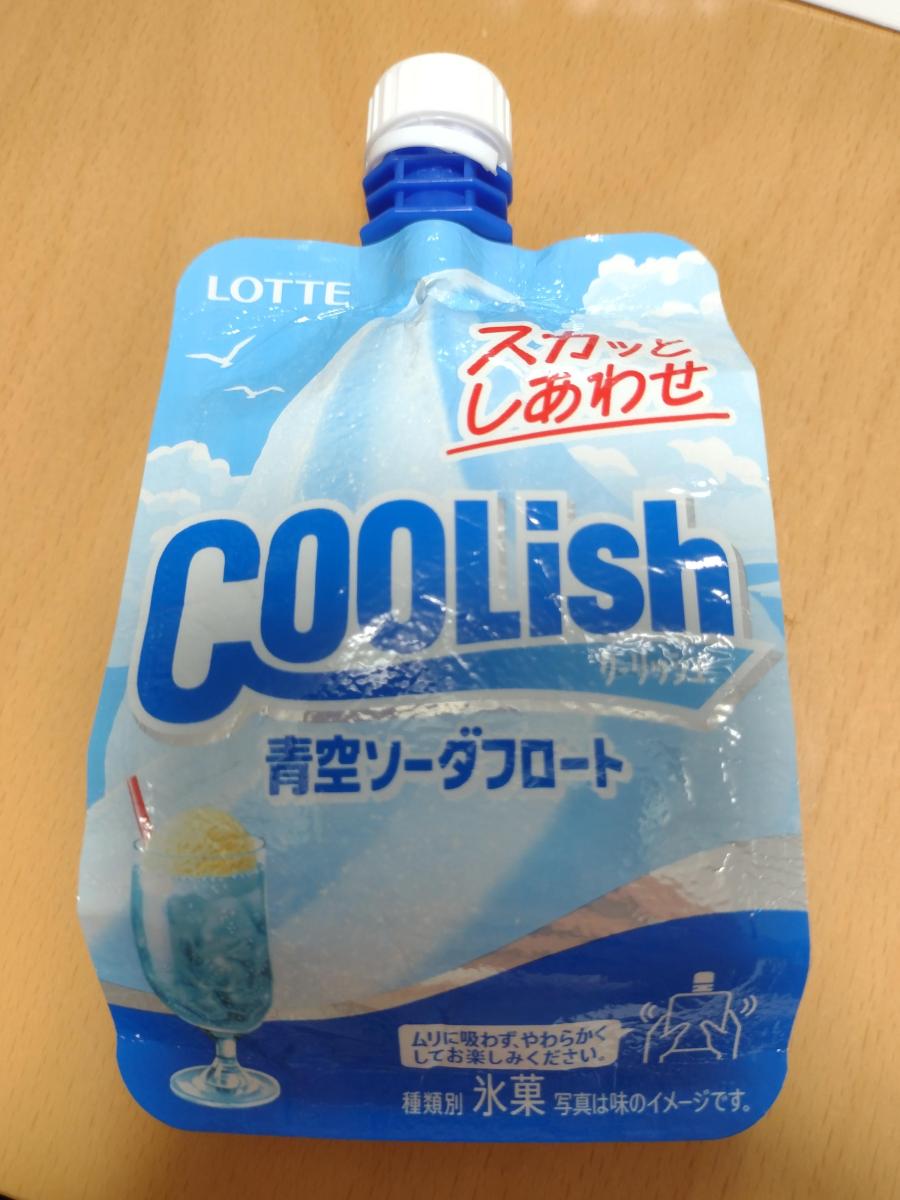 LOTTE
スカッと
しあわせ
COOLish
クーリッシュ
青空ソーダフロート
ムリに吸わず、やわらかく
してお楽しみください。
種類別 氷菓 写真は味のイメージです。